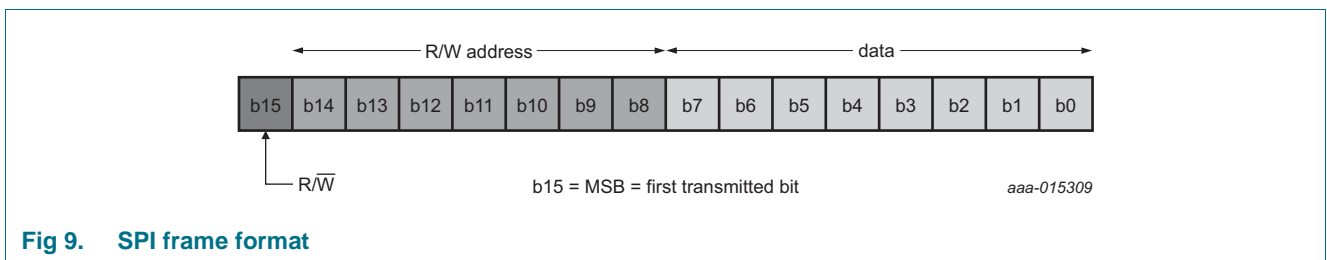 R/W address data
b15 b14 b13 b12 b11 b10 b9 b8 b7 b6 b5 b4 b3 b2 b1 b0
R/W̅ b15 = MSB = first transmitted bit aaa-015309
Fig 9. SPI frame format